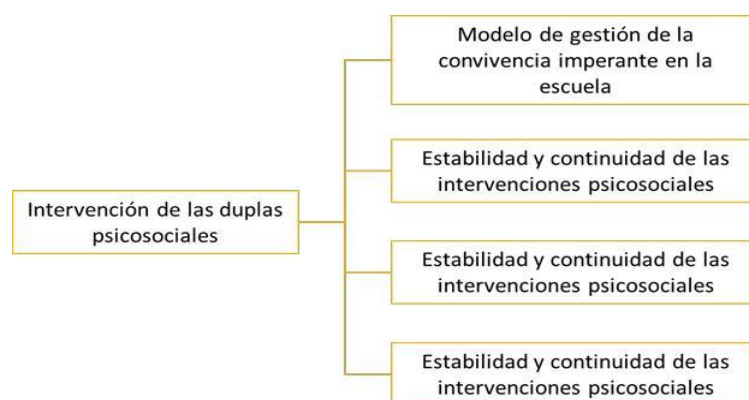 Modelo de gestión de la
convivencia imperante en la
escuela
Estabilidad y continuidad de las
intervenciones psicosociales
Intervención de las duplas
psicosociales
Estabilidad y continuidad de las
intervenciones psicosociales
Estabilidad y continuidad de las
intervenciones psicosociales